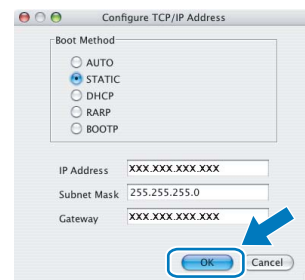 Configure TCP/IP Address
Boot Method
AUTO
STATIC
DHCP
RARP
BOOTP
IP Address XXX.XXX.XXX.XXX
Subnet Mask 255.255.255.0
Gateway XXX.XXX.XXX.XXX
OK Cancel